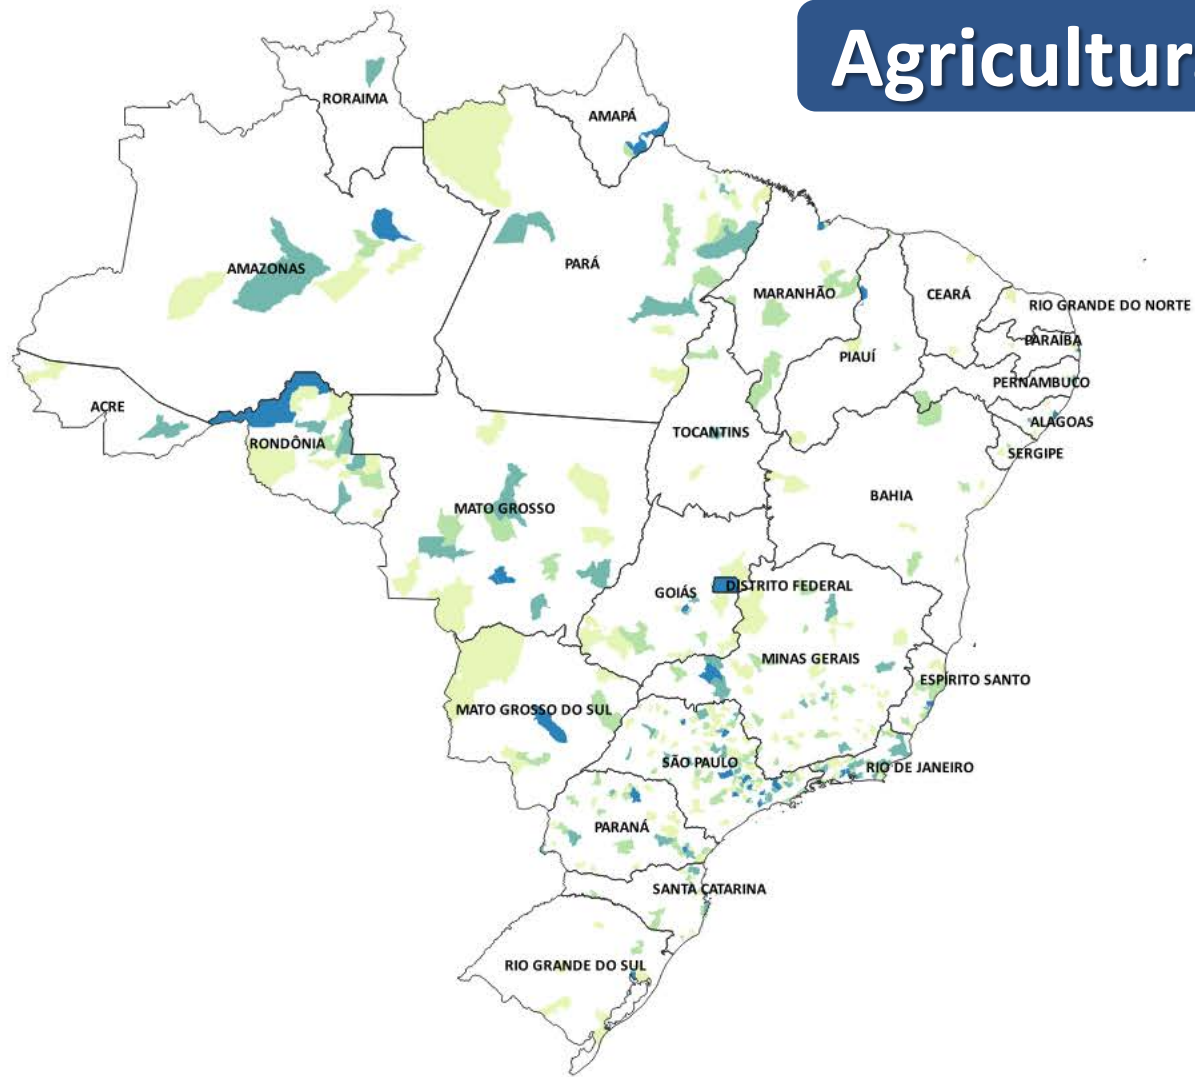 Agricultur
RORAIMA
AMAPÁ
AMAZONAS
PARÁ
MARANHÃO
CEARÁ
RIO GRANDE DO NORTE
PARAÍBA
PIAUÍ
PERNAMBUCO
ACRE
ALAGOAS
TOCANTINS
RONDÔNIA
SERGIPE
BAHIA
MATO GROSSO
DISTRITO FEDERAL
GOIÁS
MINAS GERAIS
ESPÍRITO SANTO
MATO GROSSO DO SUL
SÃO PAULO
RIO DE JANEIRO
PARANÁ
SANTA CATARINA
RIO GRANDE DO SUL